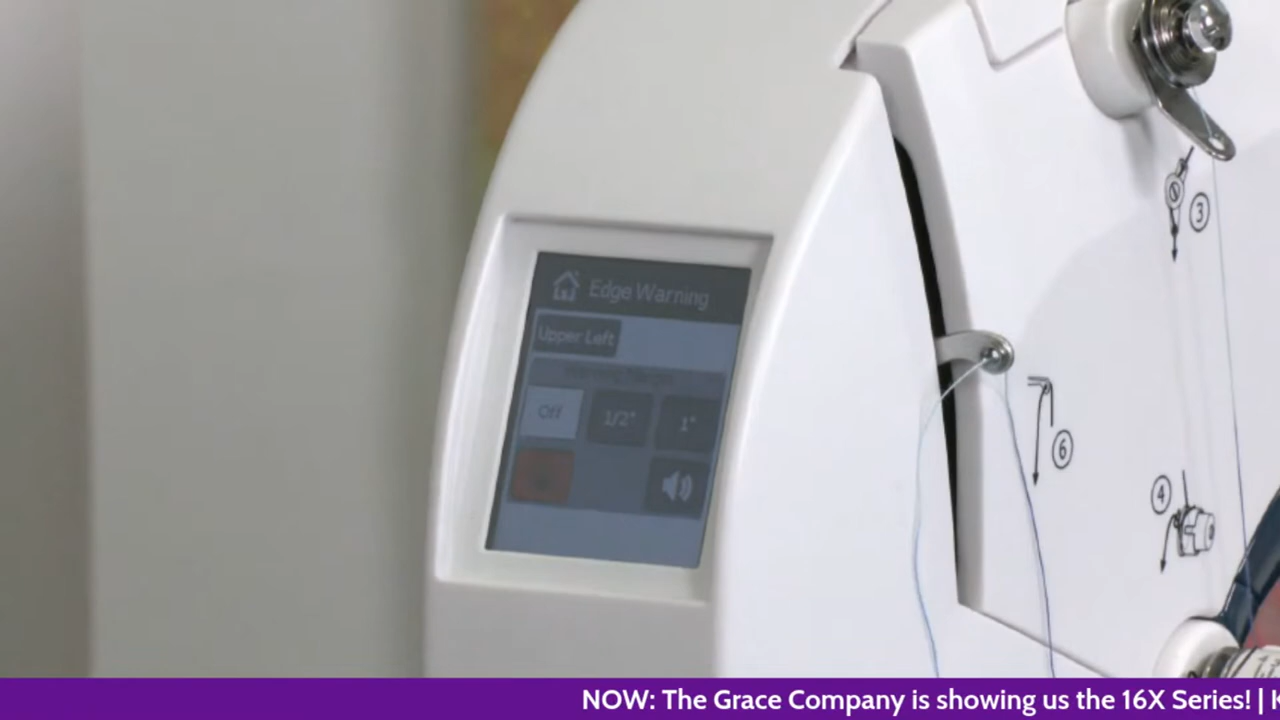 Edge Warning
Upper Left
Off 1/2" 1"
3
6
4
NOW: The Grace Company is showing us the 16X Series! | K